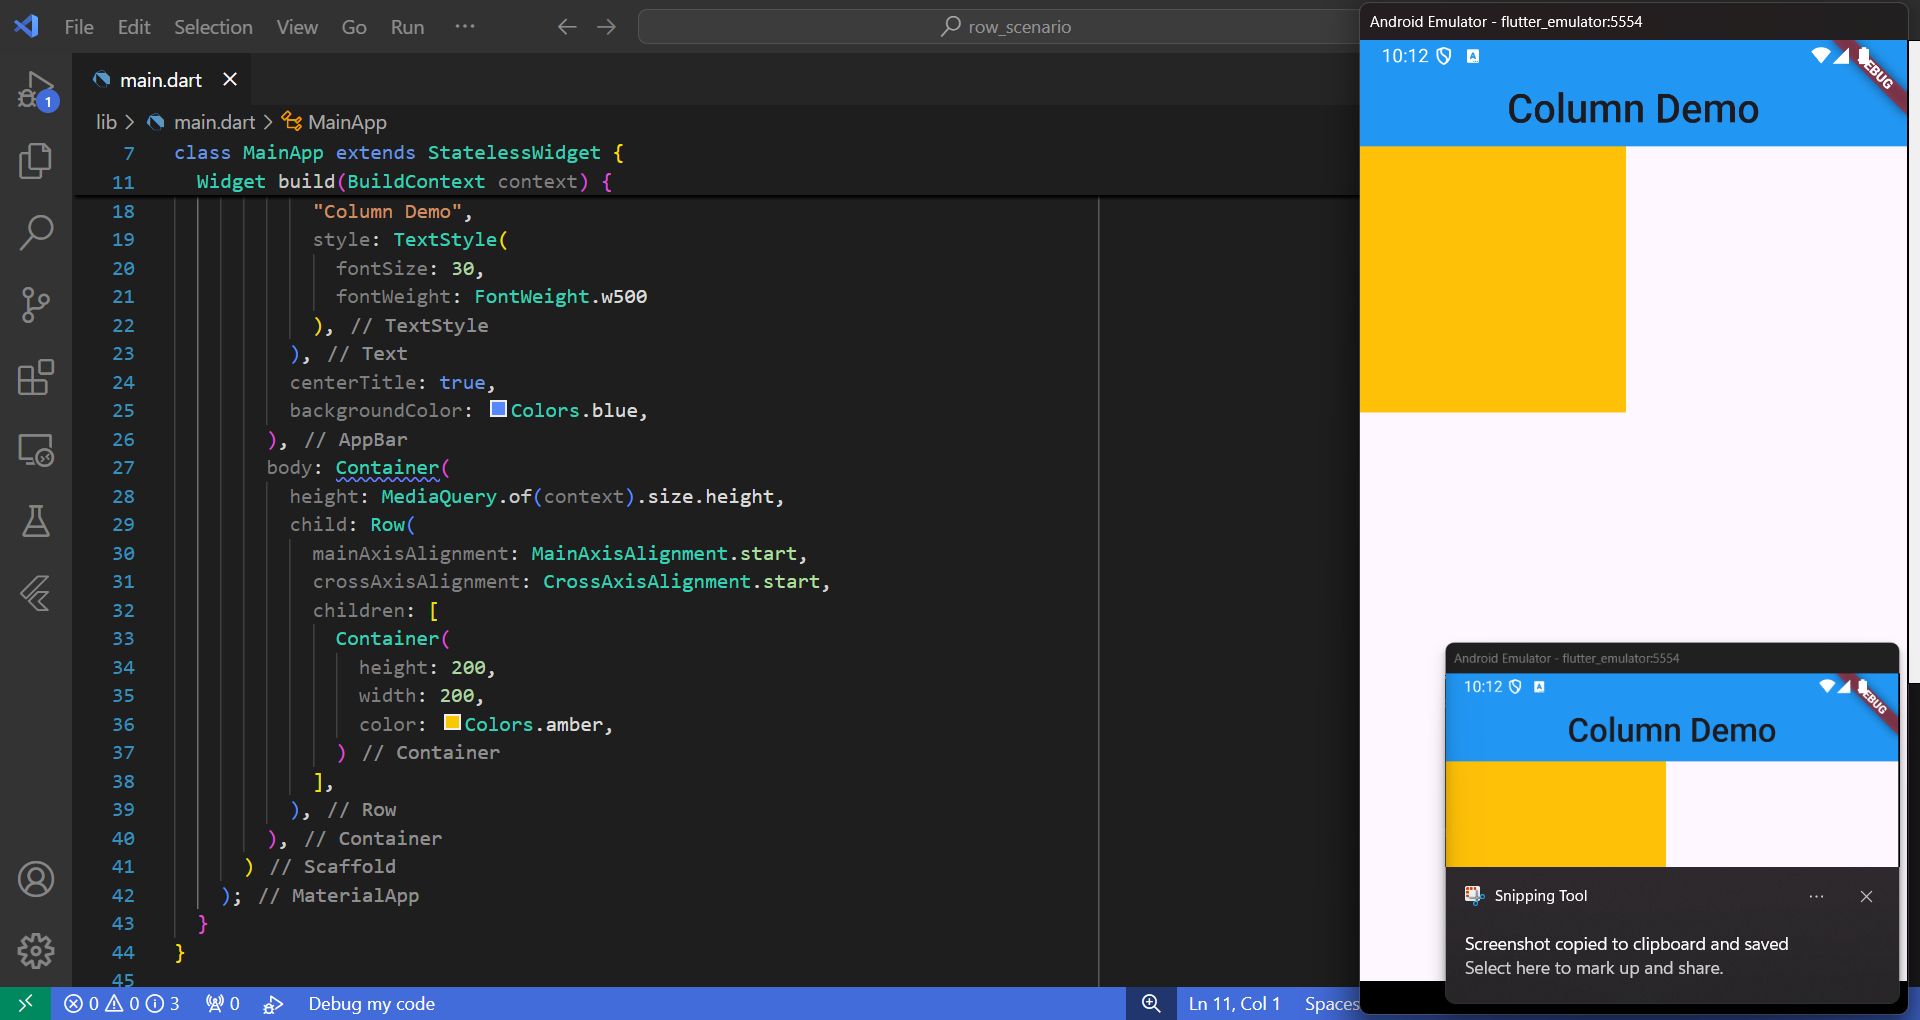 File Edit Selection View Go Run ...
row_scenario
1
main.dart
lib > main.dart > MainApp
7 class MainApp extends StatelessWidget {
11 Widget build(BuildContext context) {
18 "Column Demo",
19 style: TextStyle(
20 fontSize: 30,
21 fontWeight: FontWeight.w500
22 ), // TextStyle
23 ), // Text
24 centerTitle: true,
25 backgroundColor: Colors.blue,
26 ), // AppBar
27 body: Container(
28 height: MediaQuery.of(context).size.height,
29 child: Row(
30 mainAxisAlignment: MainAxisAlignment.start,
31 crossAxisAlignment: CrossAxisAlignment.start,
32 children: [
33 Container(
34 height: 200,
35 width: 200,
36 color: Colors.amber,
37 ) // Container
38 ],
39 ), // Row
40 ), // Container
41 ) // Scaffold
42 ); // MaterialApp
43 }
44 }
45
0 0 3 0 Debug my code
Ln 11, Col 1 Spaces
Android Emulator - flutter_emulator:5554
10:12 A
Column Demo
Android Emulator - flutter_emulator:5554
10:12 A
Column Demo
Snipping Tool
Screenshot copied to clipboard and saved
Select here to mark up and share.